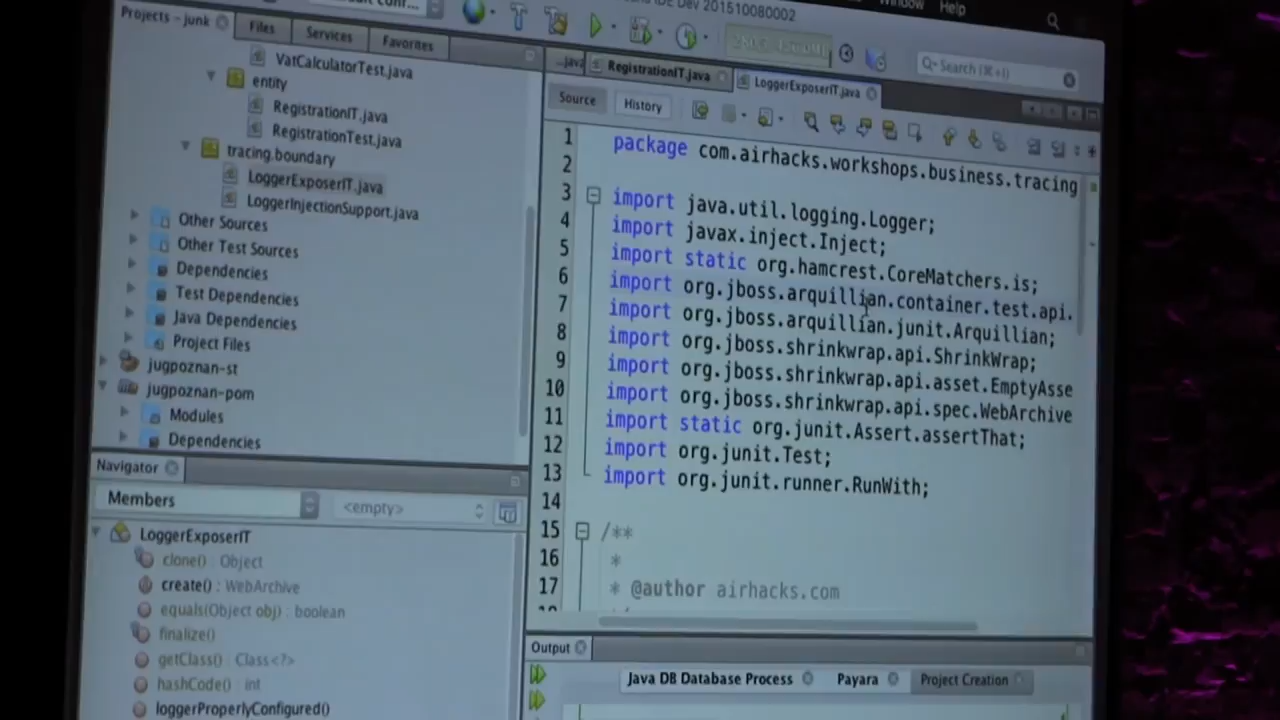 Window Help
IDE Dev 201510080002
Projects - junk
Files
Services
Favorites
Search (⌘+I)
VatCalculatorTest.java
entity
RegistrationIT.java
RegistrationTest.java
tracing.boundary
LoggerExposerIT.java
LoggerInjectionSupport.java
Other Sources
Other Test Sources
Dependencies
Test Dependencies
Java Dependencies
Project Files
jugpoznan-st
jugpoznan-pom
Modules
Dependencies
Navigator
Members
<empty>
LoggerExposerIT
clone() : Object
create() : WebArchive
equals(Object obj) : boolean
finalize()
getClass() : Class<?>
hashCode() : int
loggerProperlyConfigured()
...java
RegistrationIT.java
LoggerExposerIT.java
Source
History
1 package com.airhacks.workshops.business.tracing
2
3 import java.util.logging.Logger;
4 import javax.inject.Inject;
5 import static org.hamcrest.CoreMatchers.is;
6 import org.jboss.arquillian.container.test.api.
7 import org.jboss.arquillian.junit.Arquillian;
8 import org.jboss.shrinkwrap.api.ShrinkWrap;
9 import org.jboss.shrinkwrap.api.asset.EmptyAsse
10 import org.jboss.shrinkwrap.api.spec.WebArchive
11 import static org.junit.Assert.assertThat;
12 import org.junit.Test;
13 import org.junit.runner.RunWith;
14
15 /**
16 *
17 * @author airhacks.com
Output
Java DB Database Process
Payara
Project Creation